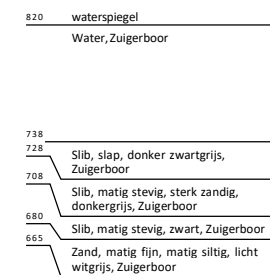 820 waterspiegel
Water, Zuigerboor
738
728
Slib, slap, donker zwartgrijs,
Zuigerboor
708
Slib, matig stevig, sterk zandig,
donkergrijs, Zuigerboor
680
Slib, matig stevig, zwart, Zuigerboor
665
Zand, matig fijn, matig siltig, licht
witgrijs, Zuigerboor